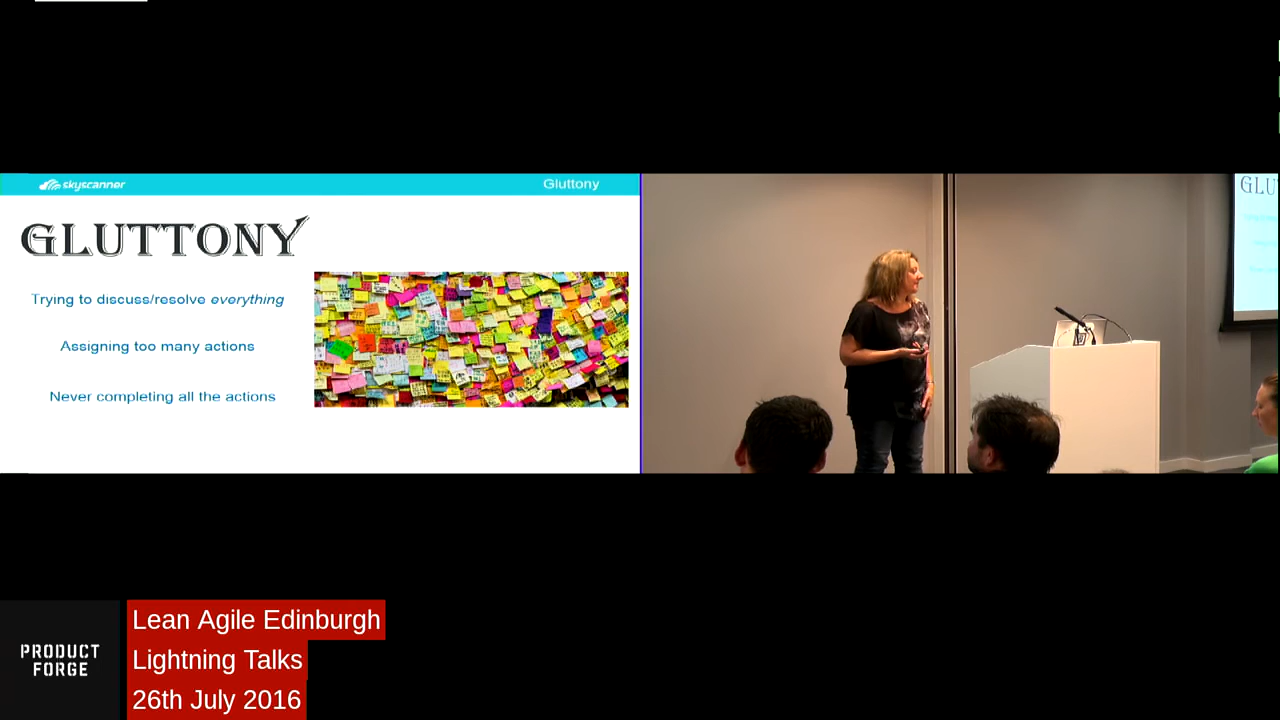 skyscanner
Gluttony
GLUTTONY
Trying to discuss/resolve everything
Assigning too many actions
Never completing all the actions
GLU
PRODUCT
FORGE
Lean Agile Edinburgh
Lightning Talks
26th July 2016